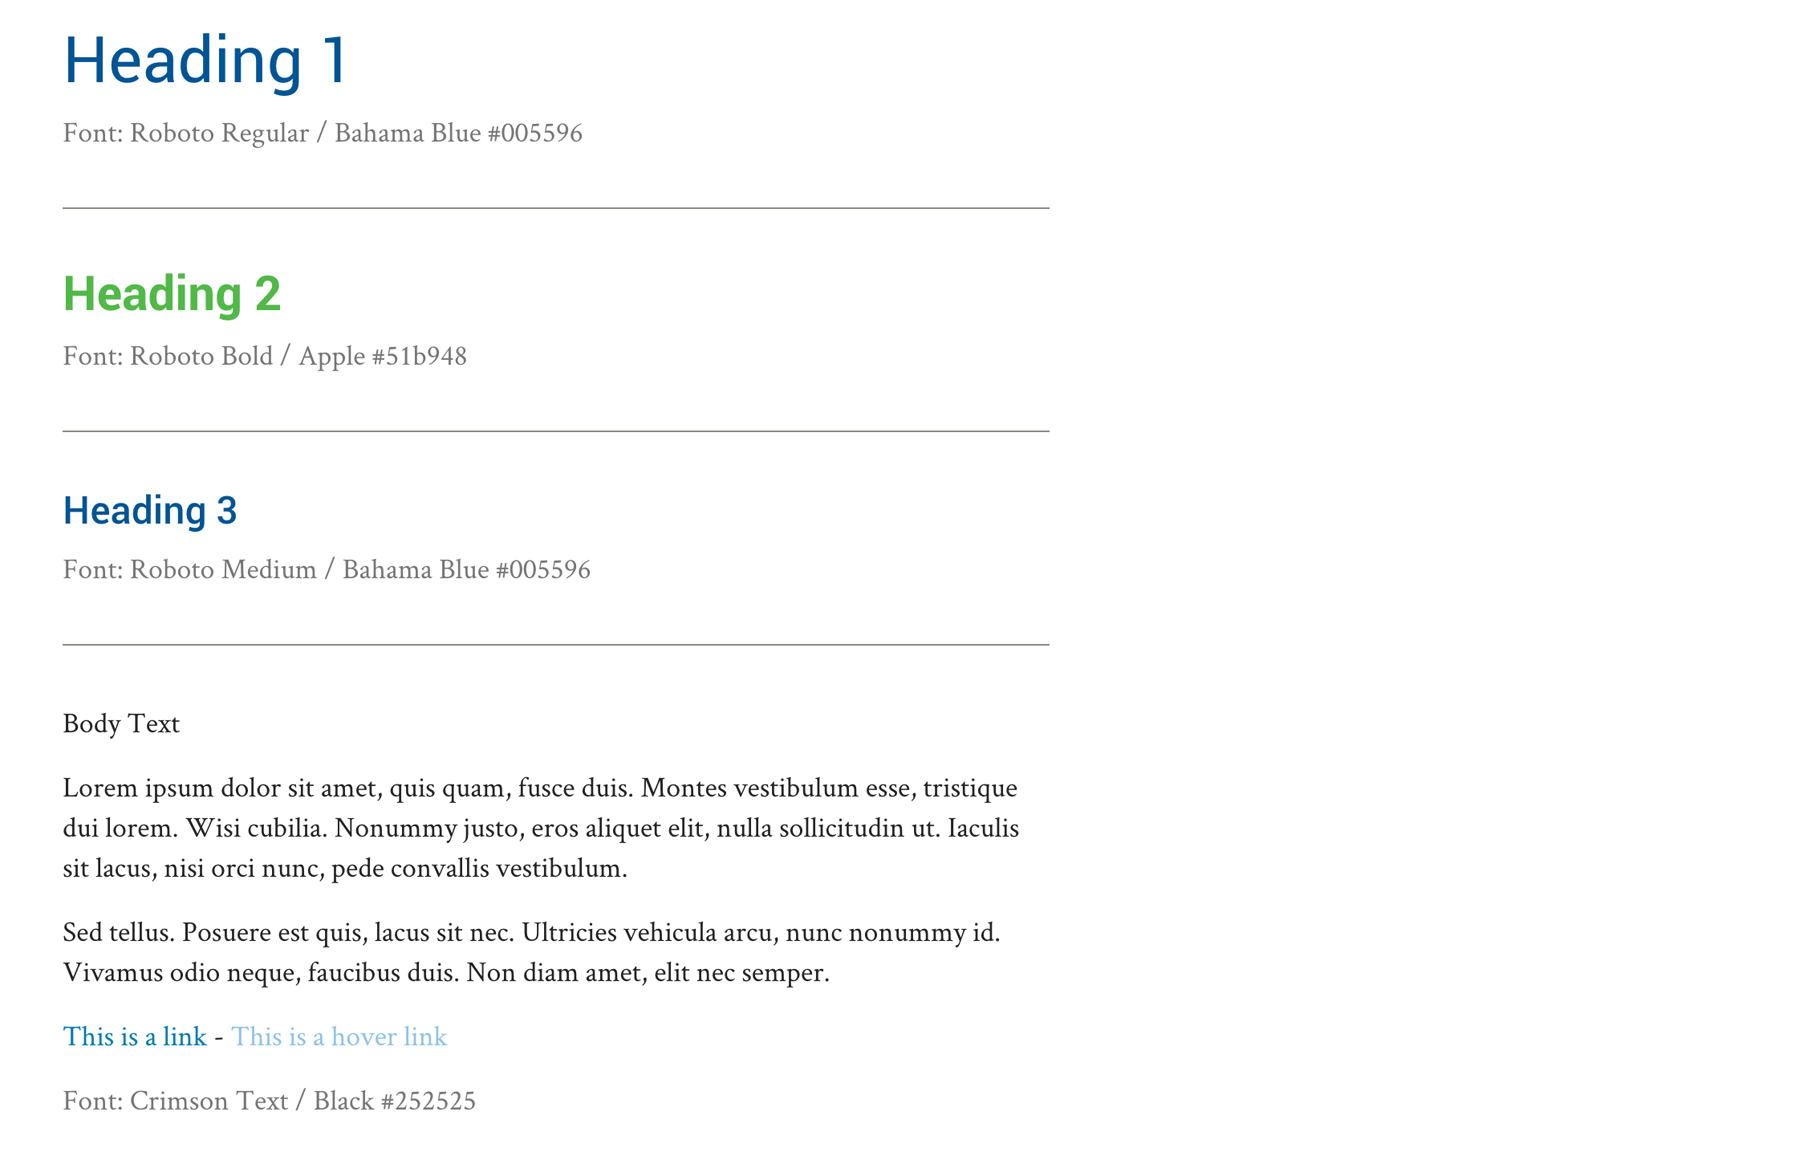 Heading 1
Font: Roboto Regular / Bahama Blue #005596
Heading 2
Font: Roboto Bold / Apple #51b948
Heading 3
Font: Roboto Medium / Bahama Blue #005596
Body Text
Lorem ipsum dolor sit amet, quis quam, fusce duis. Montes vestibulum esse, tristique
dui lorem. Wisi cubilia. Nonummy justo, eros aliquet elit, nulla sollicitudin ut. Iaculis
sit lacus, nisi orci nunc, pede convallis vestibulum.
Sed tellus. Posuere est quis, lacus sit nec. Ultricies vehicula arcu, nunc nonummy id.
Vivamus odio neque, faucibus duis. Non diam amet, elit nec semper.
This is a link - This is a hover link
Font: Crimson Text / Black #252525